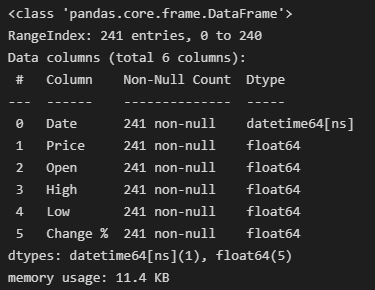 <class 'pandas.core.frame.DataFrame'>
RangeIndex: 241 entries, 0 to 240
Data columns (total 6 columns):
 #   Column    Non-Null Count  Dtype
---  ------    --------------  -----
 0   Date      241 non-null    datetime64[ns]
 1   Price     241 non-null    float64
 2   Open      241 non-null    float64
 3   High      241 non-null    float64
 4   Low       241 non-null    float64
 5   Change %  241 non-null    float64
dtypes: datetime64[ns](1), float64(5)
memory usage: 11.4 KB